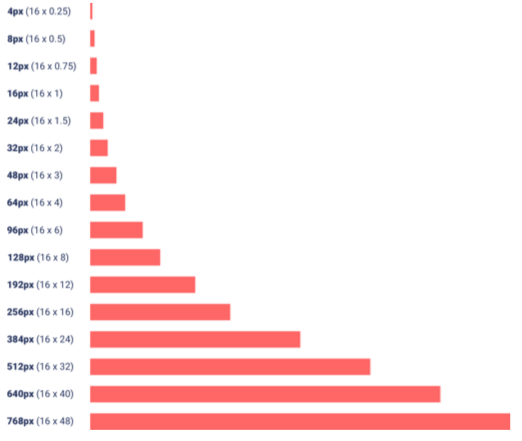 4px (16 x 0.25)
8px (16 x 0.5)
12px (16 x 0.75)
16px (16 x 1)
24px (16 x 1.5)
32px (16 x 2)
48px (16 x 3)
64px (16 x 4)
96px (16 x 6)
128px (16 x 8)
192px (16 x 12)
256px (16 x 16)
384px (16 x 24)
512px (16 x 32)
640px (16 x 40)
768px (16 x 48)